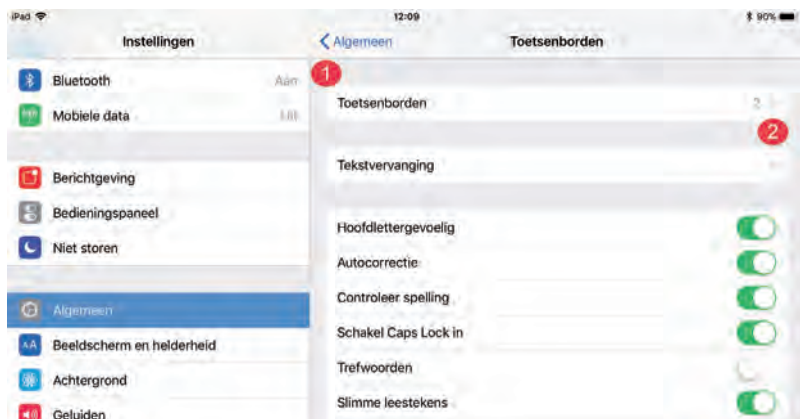 iPad 12:09 90%
Instellingen
Algemeen Toetsenborden
Bluetooth Aan
1
Toetsenborden 2
Mobiele data Uit
2
Tekstvervanging
Berichtgeving
Bedieningspaneel
Hoofdlettergevoelig
Niet storen
Autocorrectie
Controleer spelling
Algemeen
Schakel Caps Lock in
Beeldscherm en helderheid
Trefwoorden
Achtergrond
Slimme leestekens
Geluiden